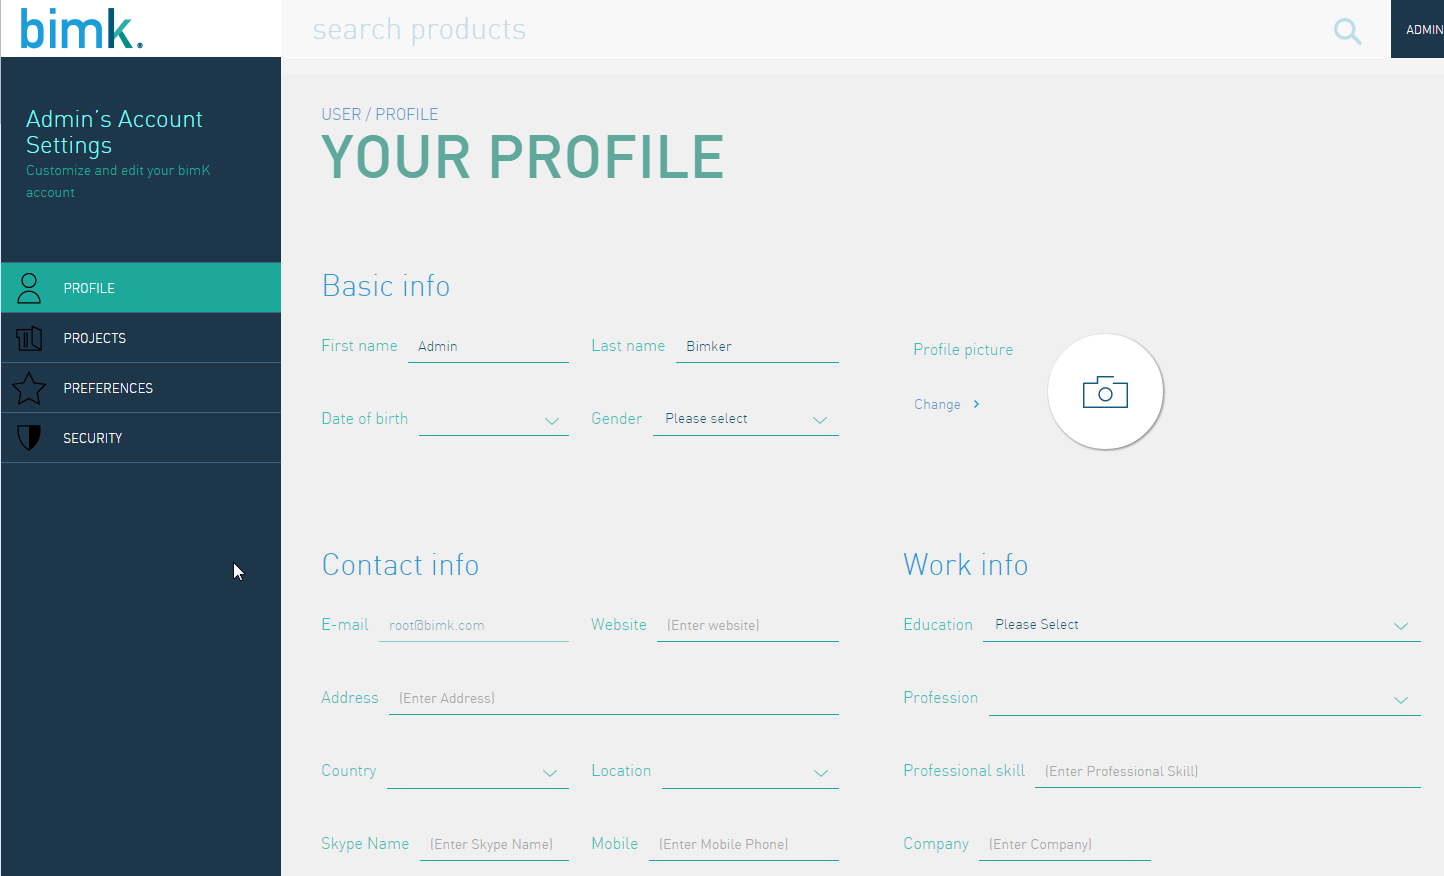 bimk.®
search products
ADMIN
Admin's Account
Settings
Customize and edit your bimK
account
PROFILE
PROJECTS
PREFERENCES
SECURITY
USER / PROFILE
YOUR PROFILE
Basic info
First name Admin
Last name Bimker
Profile picture
Change
Date of birth
Gender Please select
Contact info
E-mail root@bimk.com
Website (Enter website)
Address (Enter Address)
Country
Location
Skype Name (Enter Skype Name)
Mobile (Enter Mobile Phone)
Work info
Education Please Select
Profession
Professional skill (Enter Professional Skill)
Company (Enter Company)